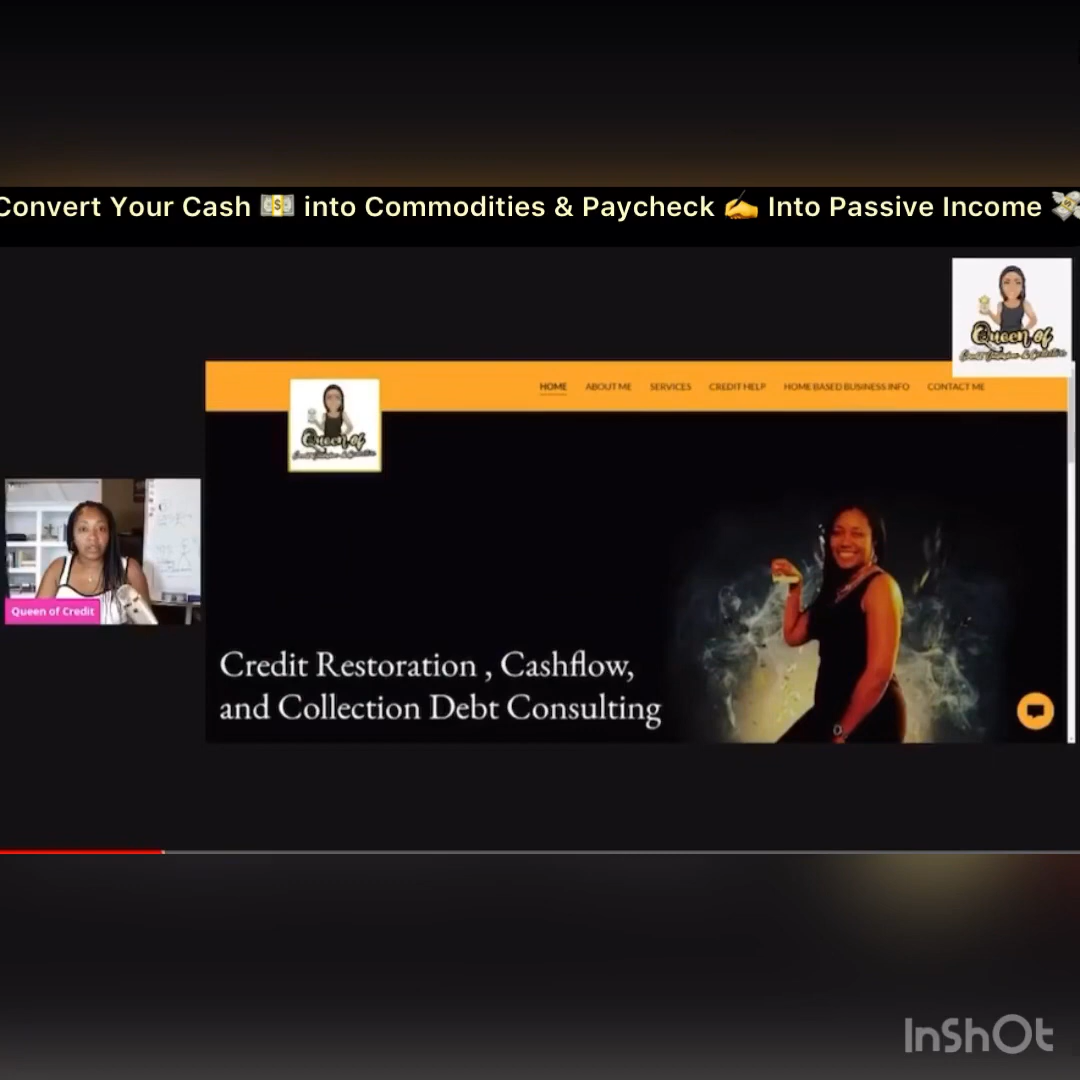 Convert Your Cash 💵 into Commodities & Paycheck ✍️ Into Passive Income 💸
Queen of
HOME ABOUT ME SERVICES CREDIT HELP HOME BASED BUSINESS INFO CONTACT ME
Queen of
Queen of Credit
Credit Restoration , Cashflow,
and Collection Debt Consulting
InShOt